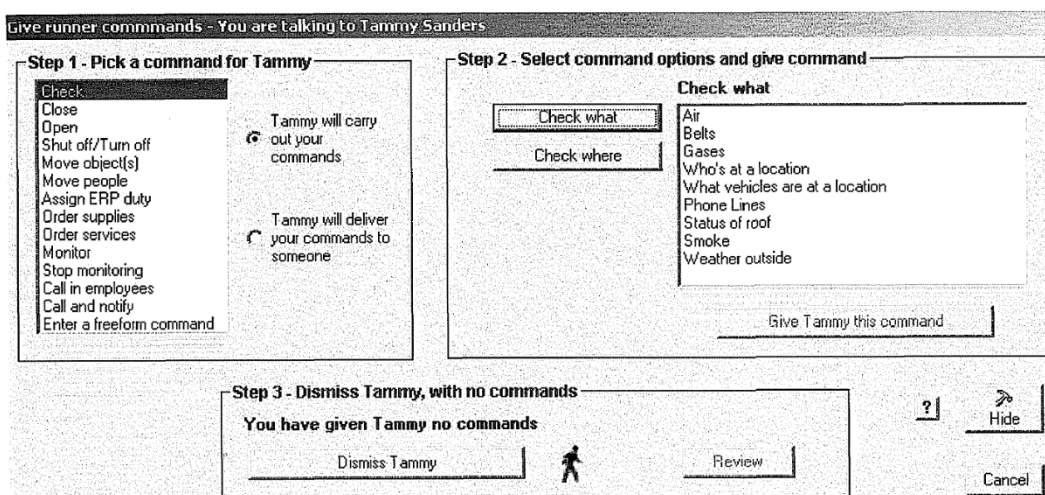 Give runner commmands - You are talking to Tammy Sanders
Step 1 - Pick a command for Tammy
Check
Close
Open
Shut off/Turn off
Move object(s)
Move people
Assign ERP duty
Order supplies
Order services
Monitor
Stop monitoring
Call in employees
Call and notify
Enter a freeform command
Tammy will carry
out your
commands
Tammy will deliver
your commands to
someone
Step 2 - Select command options and give command
Check what
Check where
Check what
Air
Belts
Gases
Who's at a location
What vehicles are at a location
Phone Lines
Status of roof
Smoke
Weather outside
Give Tammy this command
Step 3 - Dismiss Tammy, with no commands
You have given Tammy no commands
Dismiss Tammy
Review
?
Hide
Cancel